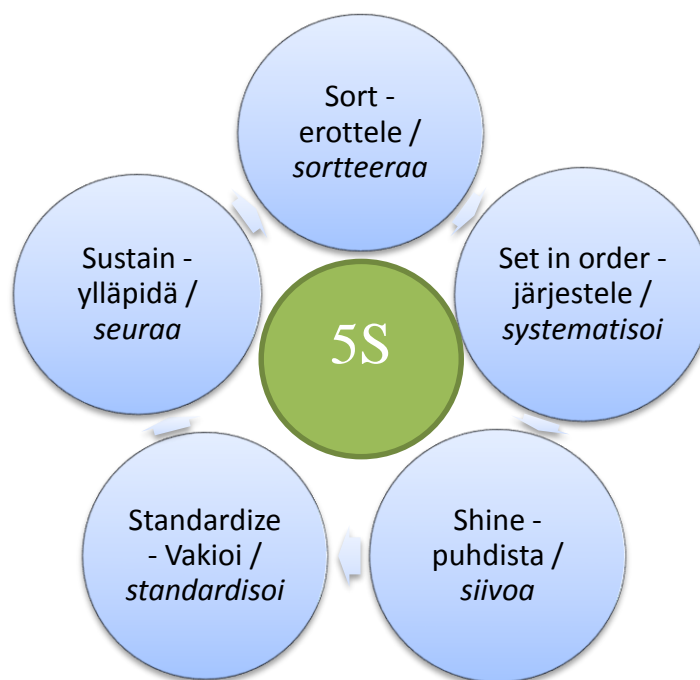 Sort -
erottele /
sortteeraa
Set in order -
järjestele /
systematisoi
Shine -
puhdista /
siivoa
Standardize
- Vakioi /
standardisoi
Sustain -
ylläpidä /
seuraa
5S